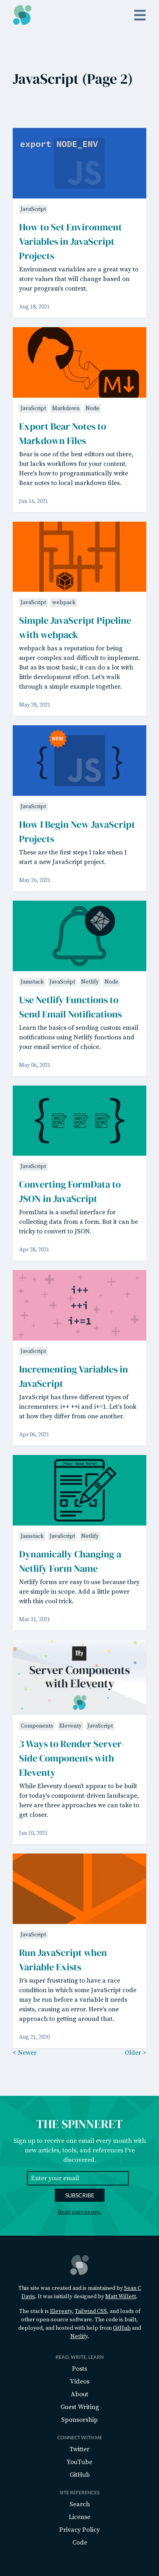 JavaScript (Page 2)
export NODE_ENV
JS
JavaScript
How to Set Environment
Variables in JavaScript
Projects
Environment variables are a great way to
store values that will change based on
your program's context.
Aug 18, 2021
M
JavaScript Markdown Node
Export Bear Notes to
Markdown Files
Bear is one of the best editors out there,
but lacks workflows for your content.
Here's how to programmatically write
Bear notes to local markdown files.
Jun 16, 2021
JavaScript webpack
Simple JavaScript Pipeline
with webpack
webpack has a reputation for being
super complex and difficult to implement.
But as its most basic, it can do a lot with
little development effort. Let's walk
through a simple example together.
May 28, 2021
NEW
{ JS }
JavaScript
How I Begin New JavaScript
Projects
These are the first steps I take when I
start a new JavaScript project.
May 26, 2021
Jamstack JavaScript Netlify Node
Use Netlify Functions to
Send Email Notifications
Learn the basics of sending custom email
notifications using Netlify functions and
your email service of choice.
May 06, 2021
{ }
JavaScript
Converting FormData to
JSON in JavaScript
FormData is a useful interface for
collecting data from a form. But it can be
tricky to convert to JSON.
Apr 28, 2021
i++
++i
i+=1
JavaScript
Incrementing Variables in
JavaScript
JavaScript has three different types of
increments: i++ ++i and i+=1. Let's look
at how they differ from one another.
Apr 06, 2021
[Your Name Here]
Jamstack JavaScript Netlify
Dynamically Changing a
Netlify Form Name
Netlify forms are easy to use because they
are simple in scope. Add a little power
with this cool trick.
Mar 31, 2021
11ty
Server Components
with Eleventy
Components Eleventy JavaScript
3 Ways to Render Server-
Side Components with
Eleventy
While Eleventy doesn't appear to be built
for today's component-driven landscape,
here are three approaches we can take to
get closer.
Jan 10, 2021
JavaScript
Run JavaScript when
Variable Exists
It's super frustrating to have a race
condition in which some JavaScript code
may be run before a variable it needs
exists, causing an error. Here's one
approach to getting around that.
Aug 21, 2020
< Newer
Older >
THE SPINNERET
Sign up to receive one email every month with
new articles, tools, and references I've
discovered.
Enter your email
SUBSCRIBE
Read past issues.
This site was created and is maintained by Sean C
Davis. It was initially designed by Matt Willett.
The stack is Eleventy, Tailwind CSS, and loads of
other open source software. The code is built,
deployed, and hosted with help from GitHub and
Netlify.
READ, WRITE, LEARN
Posts
Videos
About
Guest Writing
Sponsorship
CONNECT WITH ME
Twitter
YouTube
GitHub
SITE REFERENCES
Search
License
Privacy Policy
Code